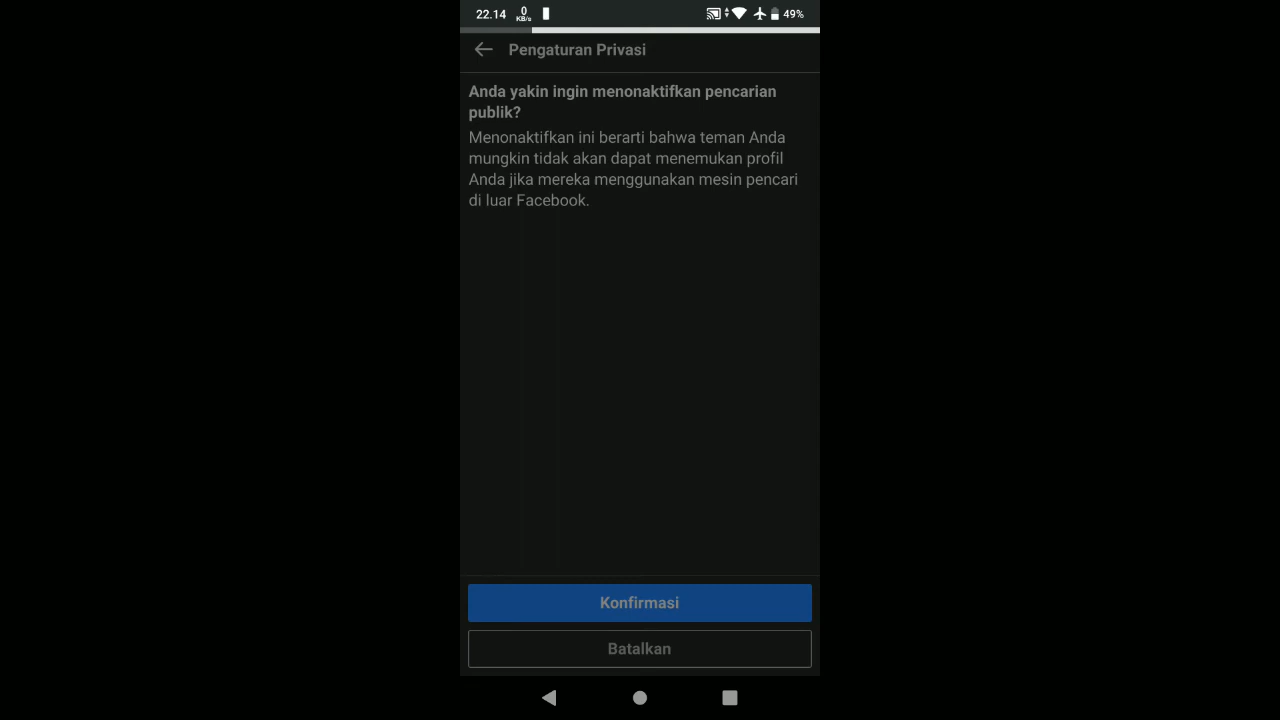 22.14 0 KB/s 49%
Pengaturan Privasi
Anda yakin ingin menonaktifkan pencarian
publik?
Menonaktifkan ini berarti bahwa teman Anda
mungkin tidak akan dapat menemukan profil
Anda jika mereka menggunakan mesin pencari
di luar Facebook.
Konfirmasi
Batalkan